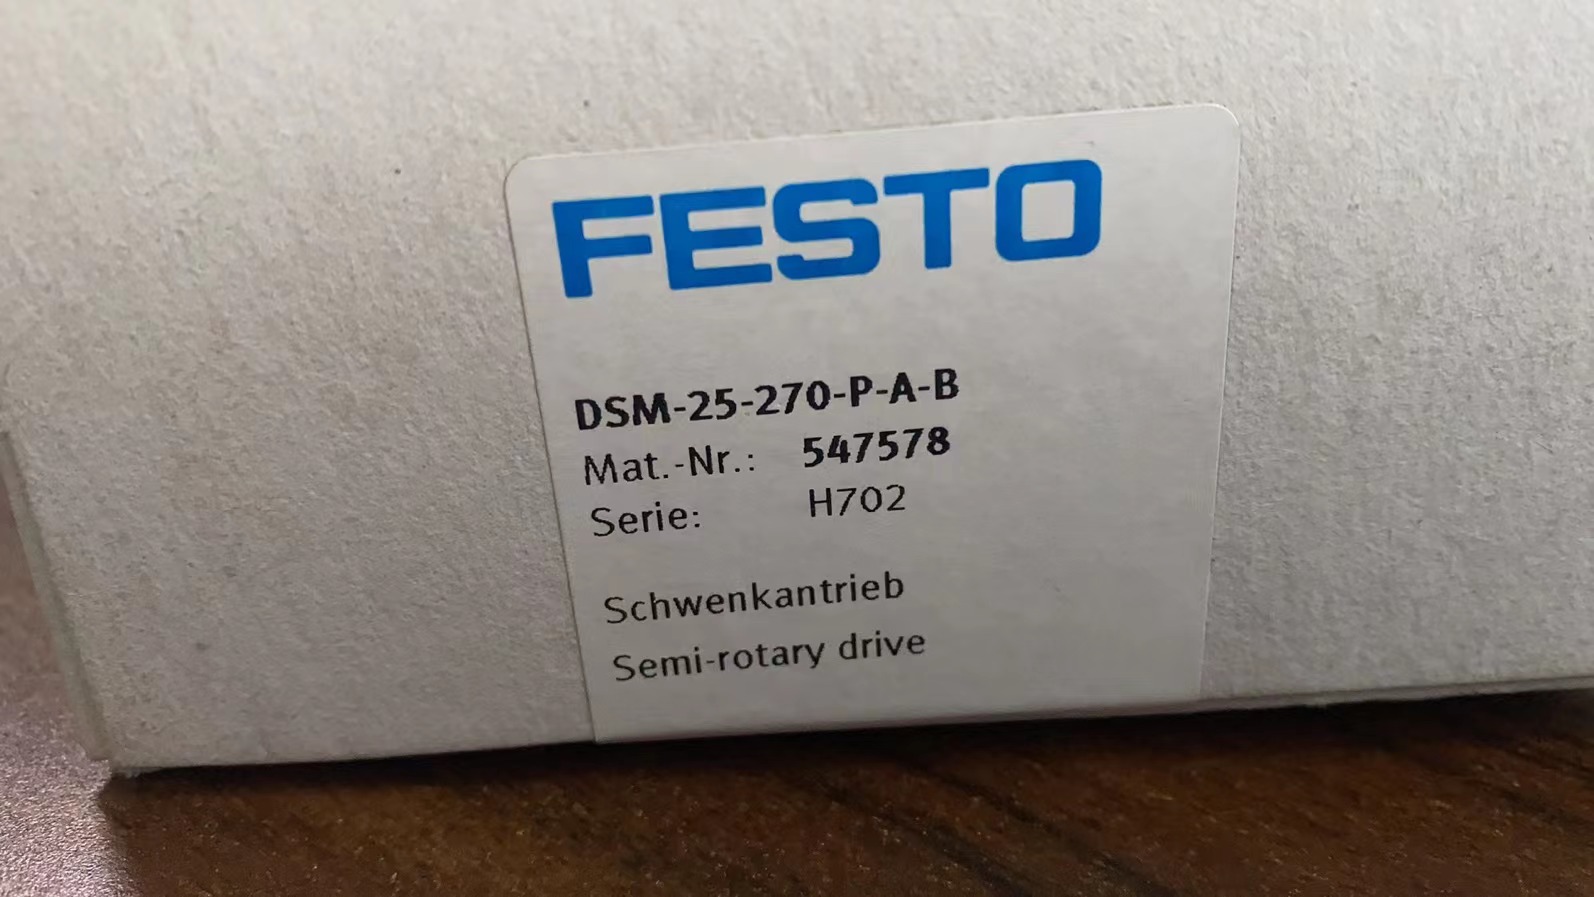 FESTO
DSM-25-270-P-A-B
Mat.-Nr.: 547578
Serie: H702
Schwenkantrieb
Semi-rotary drive